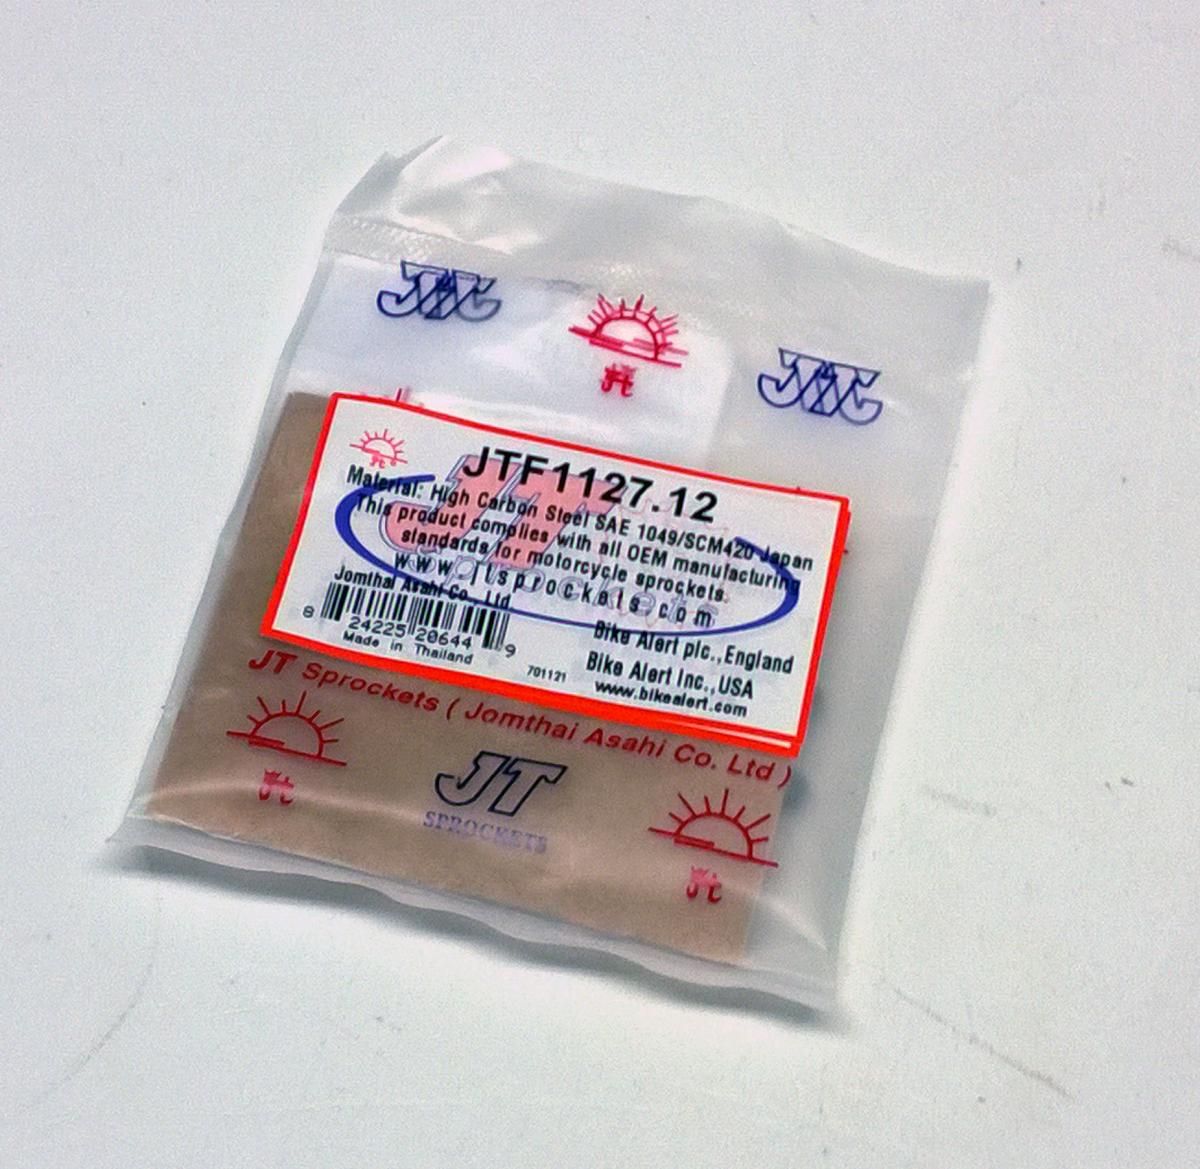 JT
Jt
JT
Jt
JTF1127.12
Material: High Carbon Steel SAE 1049/SCM420 Japan
This product complies with all OEM manufacturing
standards for motorcycle sprockets.
www.jtsprockets.com
Jomthai Asahi Co., Ltd.
8 24225 20644 9
Made in Thailand
701121
Bike Alert plc., England
Bike Alert Inc., USA
www.bikealert.com
JT Sprockets ( Jomthai Asahi Co. Ltd )
Jt
JT
SPROCKETS
Jt